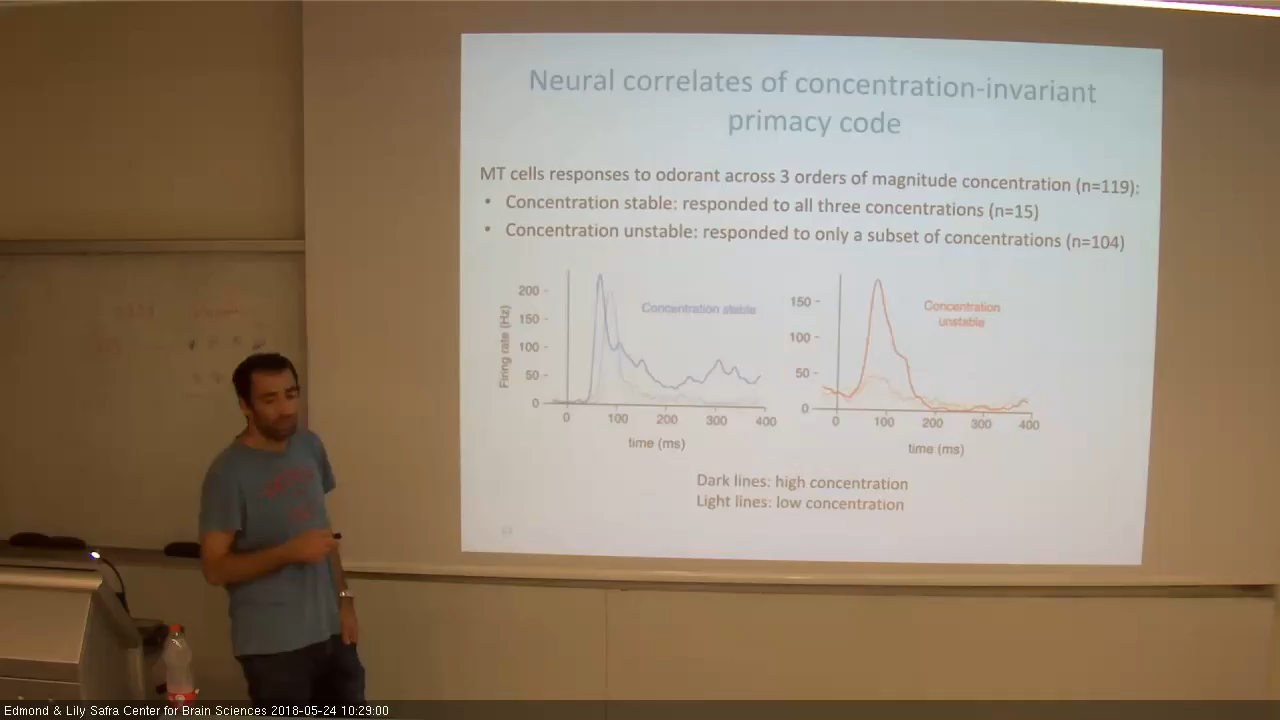 Neural correlates of concentration-invariant
primacy code
MT cells responses to odorant across 3 orders of magnitude concentration (n=119):
• Concentration stable: responded to all three concentrations (n=15)
• Concentration unstable: responded to only a subset of concentrations (n=104)
Firing rate (Hz)
200
150
100
50
0
Concentration stable
0 100 200 300 400
time (ms)
150
100
50
0
Concentration
unstable
0 100 200 300 400
time (ms)
Dark lines: high concentration
Light lines: low concentration
Edmond & Lily Safra Center for Brain Sciences 2018-05-24 10:29:00